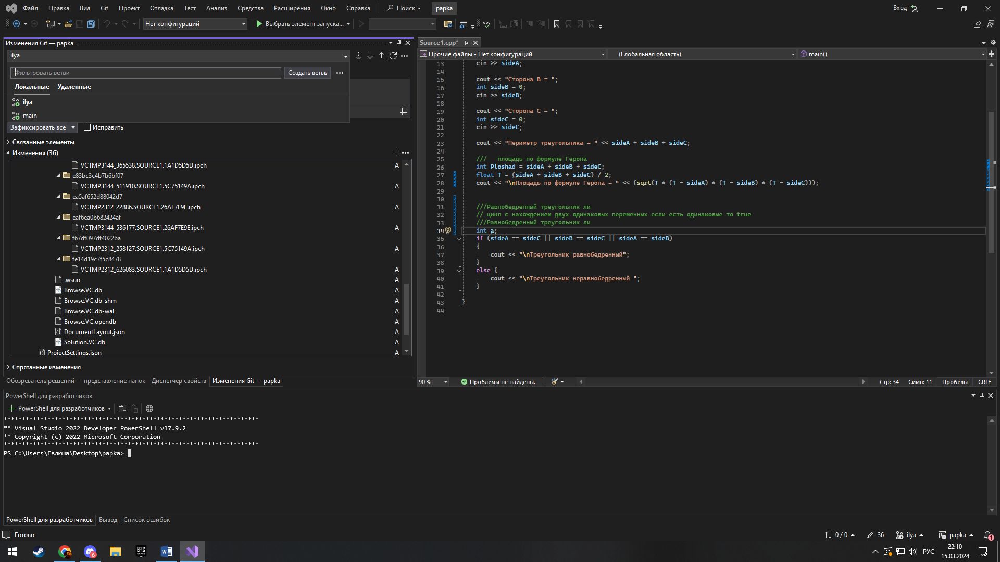 Файл Правка Вид Git Проект Отладка Тест Анализ Средства Расширения Окно Справка Поиск papka Вход
Нет конфигураций Выбрать элемент запуска...
Изменения Git — papka
ilya
Фильтровать ветви Создать ветвь
Локальные Удаленные
ilya
main
Зафиксировать все Исправить
Связанные элементы
Изменения (36)
VCTMP3144_365538.SOURCE1.1A1D5D5D.ipch A
e83bc3c4b7b6bf07
VCTMP3144_511910.SOURCE1.5C75149A.ipch A
ea5af652d88042d7
VCTMP2312_22886.SOURCE1.26AF7E9E.ipch A
eaf6ea0b682424af
VCTMP3144_536177.SOURCE1.26AF7E9E.ipch A
f67df097df4022ba
VCTMP2312_258127.SOURCE1.5C75149A.ipch A
fe14d19c7f5c8478
VCTMP2312_626083.SOURCE1.1A1D5D5D.ipch A
.wsuo A
Browse.VC.db A
Browse.VC.db-shm A
Browse.VC.db-wal A
Browse.VC.opendb A
DocumentLayout.json A
Solution.VC.db A
ProjectSettings.json A
Спрятанные изменения
Обозреватель решений — представление папок Диспетчер свойств Изменения Git — papka
Source1.cpp*
Прочие файлы - Нет конфигураций (Глобальная область) main()
13 cin >> sideA;
14
15 cout << "Сторона B = ";
16 int sideB = 0;
17 cin >> sideB;
18
19 cout << "Сторона C = ";
20 int sideC = 0;
21 cin >> sideC;
22
23 cout << "Периметр треугольника = " << sideA + sideB + sideC;
24
25 /// площадь по формуле Герона
26 int Ploshad = sideA + sideB + sideC;
27 float T = (sideA + sideB + sideC) / 2;
28 cout << "\nПлощадь по формуле Герона = " << (sqrt(T * (T - sideA) * (T - sideB) * (T - sideC)));
29
30
31 ///Равнобедренный треугольник ли
32 // цикл с нахождением двух одинаковых переменных если есть одинаковые то true
33 ///Равнобедренный треугольник ли
34 int a;
35 if (sideA == sideC || sideB == sideC || sideA == sideB)
36 {
37 cout << "\nТреугольник равнобедренный";
38 }
39 else {
40 cout << "\nТреугольник неравнобедренный ";
41 }
42
43 }
44
90 % Проблемы не найдены. Стр: 34 Симв: 11 Пробелы CRLF
PowerShell для разработчиков
PowerShell для разработчиков
**********************************************************************
** Visual Studio 2022 Developer PowerShell v17.9.2
** Copyright (c) 2022 Microsoft Corporation
**********************************************************************
PS C:\Users\Евлюша\Desktop\papka>
PowerShell для разработчиков Вывод Список ошибок
Готово 0 / 0 36 ilya papka 1
EPIC GAMES 6 РУС 22:10
15.03.2024